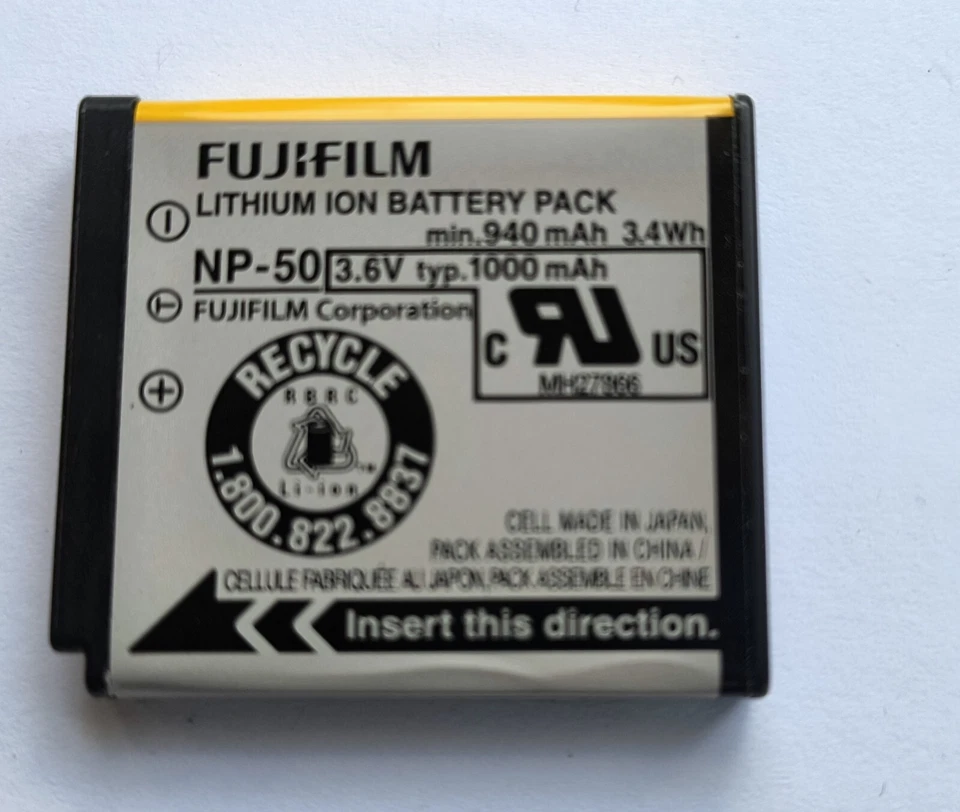 FUJIFILM
LITHIUM ION BATTERY PACK
min.940 mAh 3.4Wh
NP-50 3.6V typ.1000 mAh
FUJIFILM Corporation
C RU US
RECYCLE
RBRC
Li-ion
1.800.822.8837
CELL MADE IN JAPAN,
PACK ASSEMBLED IN CHINA /
CELLULE FABRIQUÉE AU JAPON, PACK ASSEMBLE EN CHINE
Insert this direction.